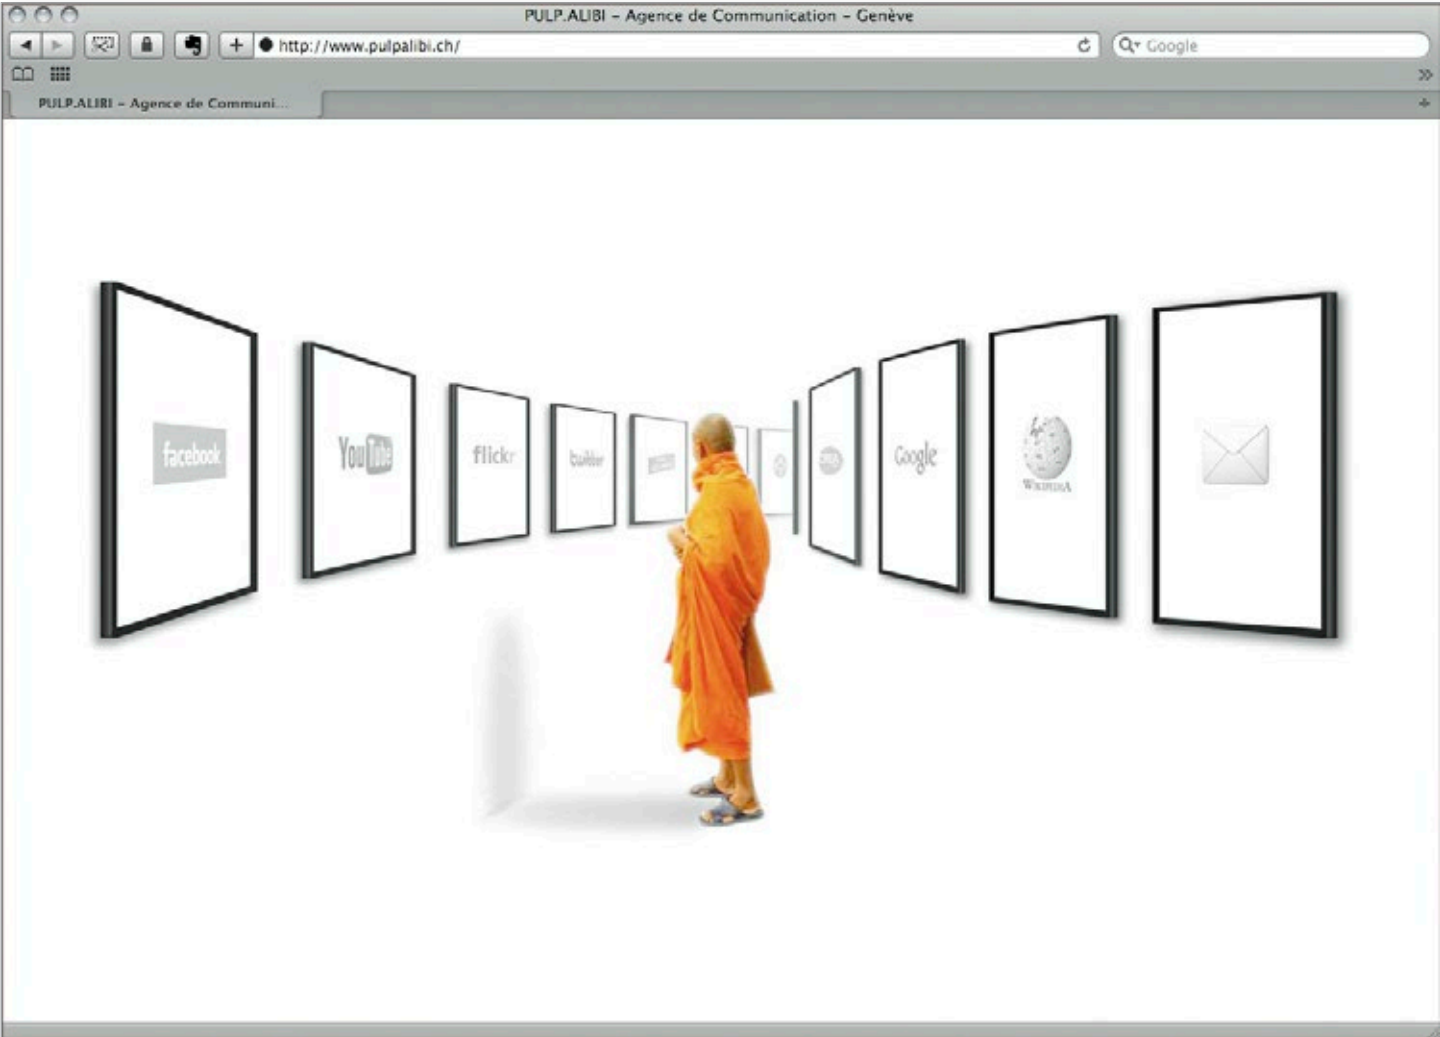 PULP.ALIBI – Agence de Communication – Genève
http://www.pulpalibi.ch/
Google
PULP.ALIBI – Agence de Communi...
facebook
YouTube
flickr
twitter
Google
WIKIPEDIA